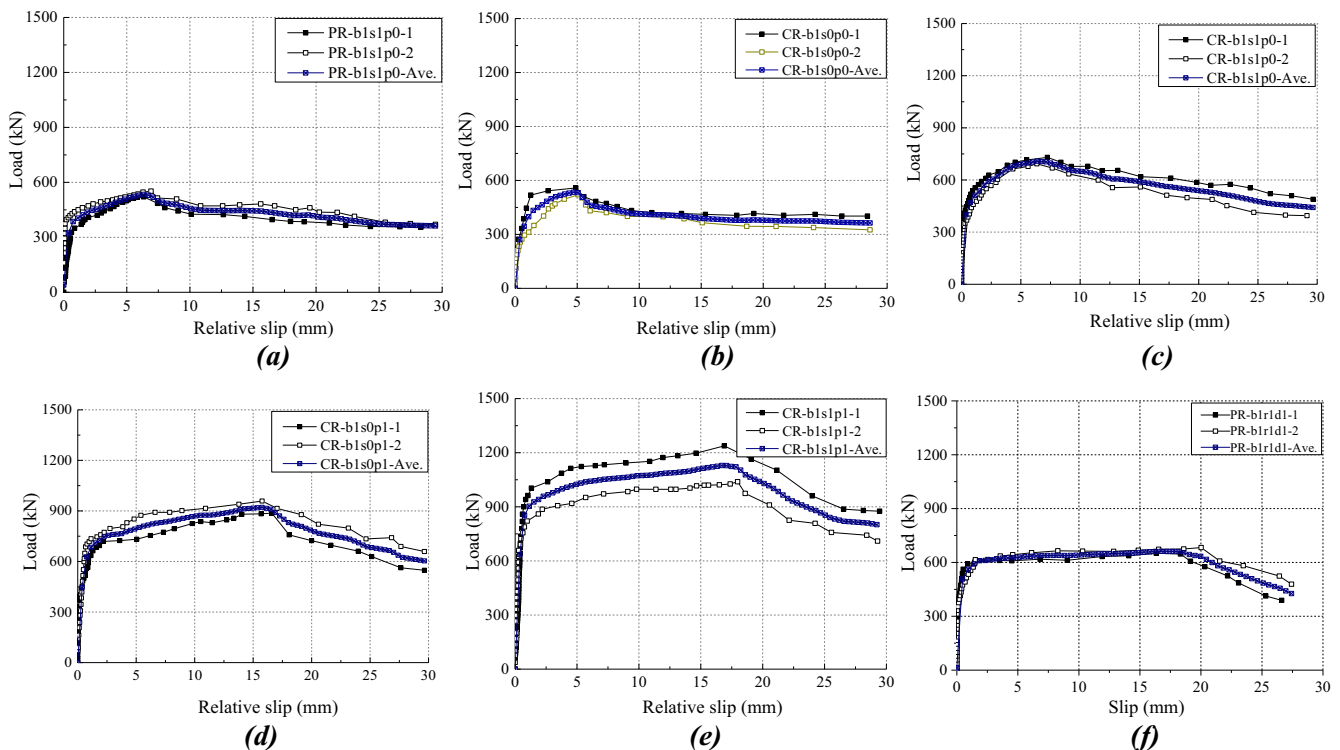 1500
1200
900
600
300
0
Load (kN)
PR-b1s1p0-1
PR-b1s1p0-2
PR-b1s1p0-Ave.
0 5 10 15 20 25 30
Relative slip (mm)
(a)
1500
1200
900
600
300
0
Load (kN)
CR-b1s0p0-1
CR-b1s0p0-2
CR-b1s0p0-Ave.
0 5 10 15 20 25 30
Relative slip (mm)
(b)
1500
1200
900
600
300
0
Load (kN)
CR-b1s1p0-1
CR-b1s1p0-2
CR-b1s1p0-Ave.
0 5 10 15 20 25 30
Relative slip (mm)
(c)
1500
1200
900
600
300
0
Load (kN)
CR-b1s0p1-1
CR-b1s0p1-2
CR-b1s0p1-Ave.
0 5 10 15 20 25 30
Relative slip (mm)
(d)
1500
1200
900
600
300
0
Load (kN)
CR-b1s1p1-1
CR-b1s1p1-2
CR-b1s1p1-Ave.
0 5 10 15 20 25 30
Relative slip (mm)
(e)
1500
1200
900
600
300
0
Load (kN)
PR-b1r1d1-1
PR-b1r1d1-2
PR-b1r1d1-Ave.
0 5 10 15 20 25 30
Slip (mm)
(f)